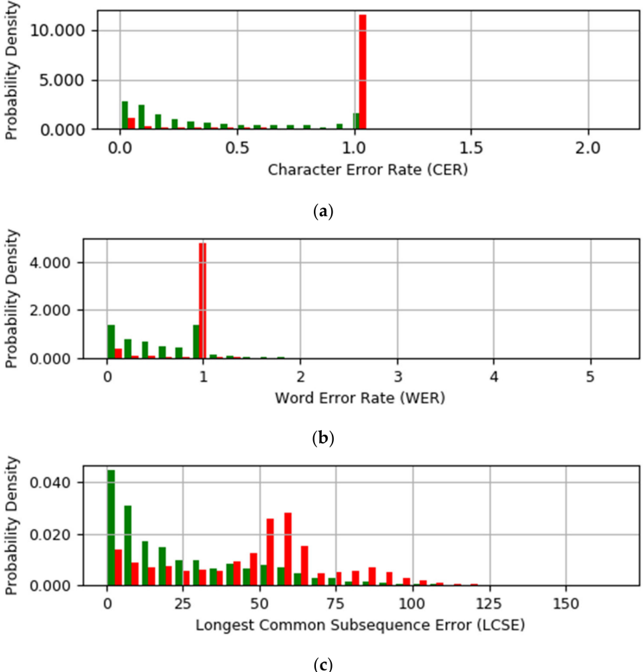 Probability Density
10.000
5.000
0.000
0.0 0.5 1.0 1.5 2.0
Character Error Rate (CER)
(a)
Probability Density
4.000
2.000
0.000
0 1 2 3 4 5
Word Error Rate (WER)
(b)
Probability Density
0.040
0.020
0.000
0 25 50 75 100 125 150
Longest Common Subsequence Error (LCSE)
(c)